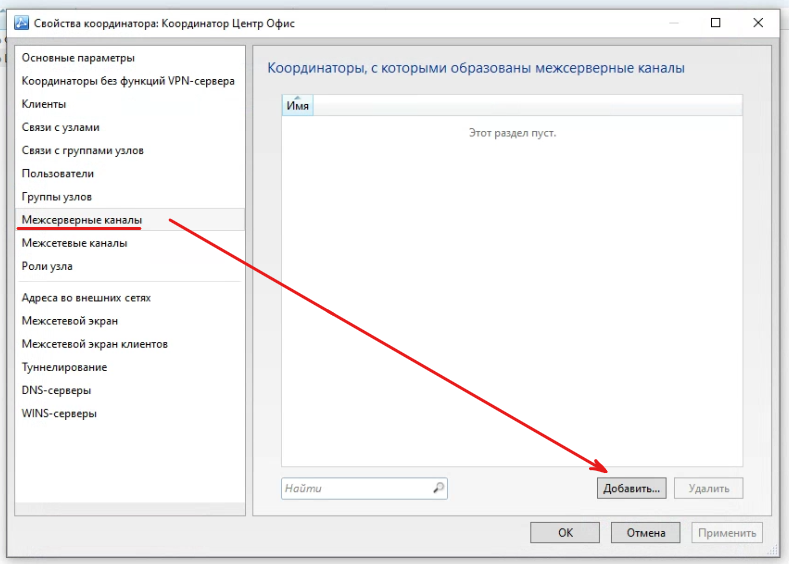 Свойства координатора: Координатор Центр Офис
Основные параметры
Координаторы без функций VPN-сервера
Клиенты
Связи с узлами
Связи с группами узлов
Пользователи
Группы узлов
Межсерверные каналы
Межсетевые каналы
Роли узла
Адреса во внешних сетях
Межсетевой экран
Межсетевой экран клиентов
Туннелирование
DNS-серверы
WINS-серверы
Координаторы, с которыми образованы межсерверные каналы
Имя
Этот раздел пуст.
Найти
Добавить...
Удалить
OK
Отмена
Применить